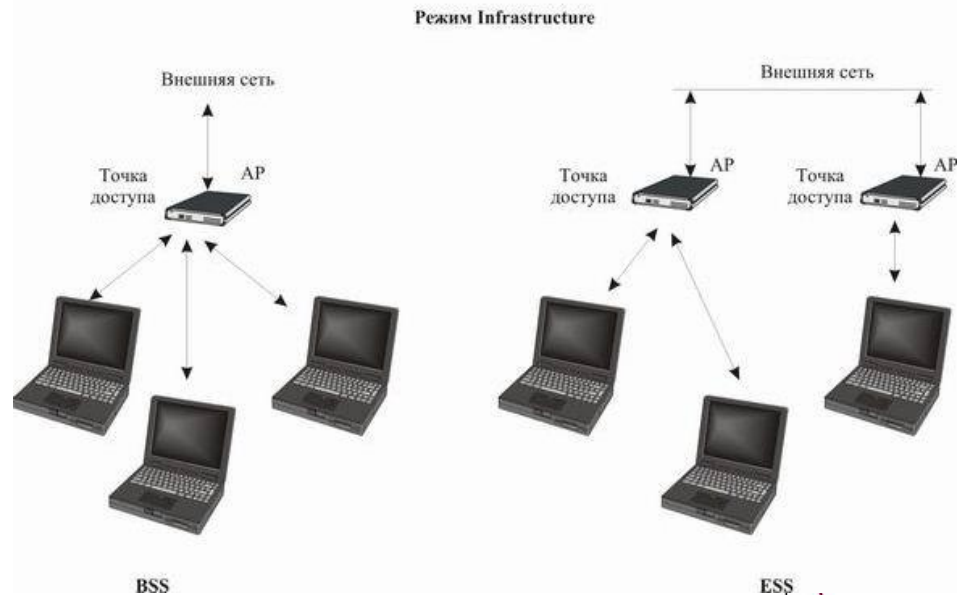 Режим Infrastructure
Внешняя сеть
Точка
доступа
AP
BSS
Внешняя сеть
Точка
доступа
AP
Точка
доступа
AP
ESS